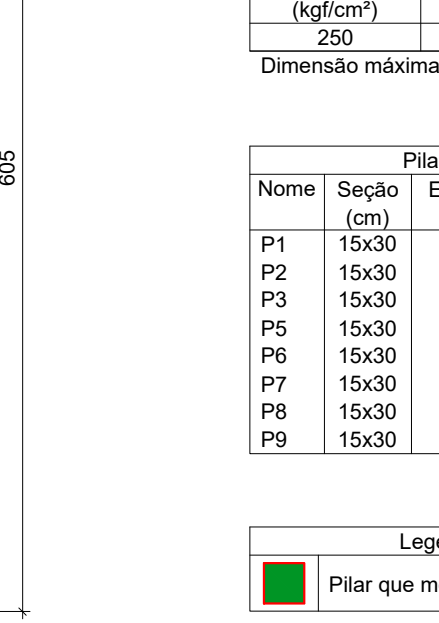 (kgf/cm²)
250
Dimensão máxima
605
Pila
Nome Seção E
(cm)
P1 15x30
P2 15x30
P3 15x30
P5 15x30
P6 15x30
P7 15x30
P8 15x30
P9 15x30
Lege
Pilar que m